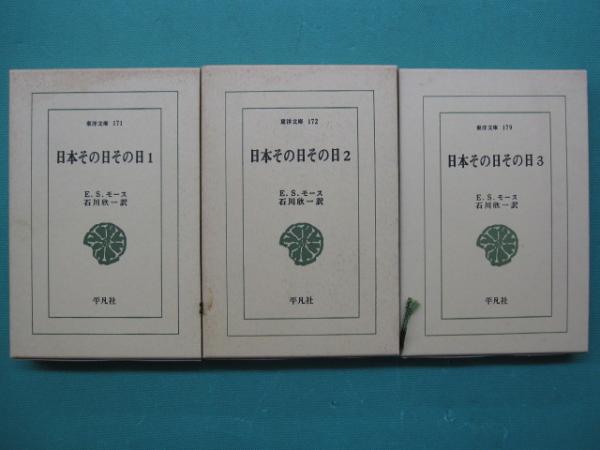 東洋文庫 171
日本その日その日 1
E.S.モース
石川欣一訳
平凡社
東洋文庫 172
日本その日その日 2
E.S.モース
石川欣一訳
平凡社
東洋文庫 179
日本その日その日 3
E.S.モース
石川欣一訳
平凡社